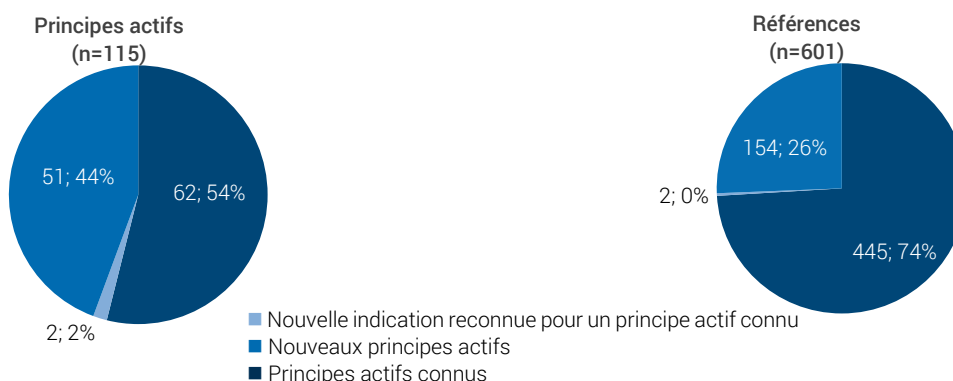 Principes actifs
(n=115)
51; 44%
62; 54%
2; 2%
Références
(n=601)
154; 26%
2; 0%
445; 74%
Nouvelle indication reconnue pour un principe actif connu
Nouveaux principes actifs
Principes actifs connus